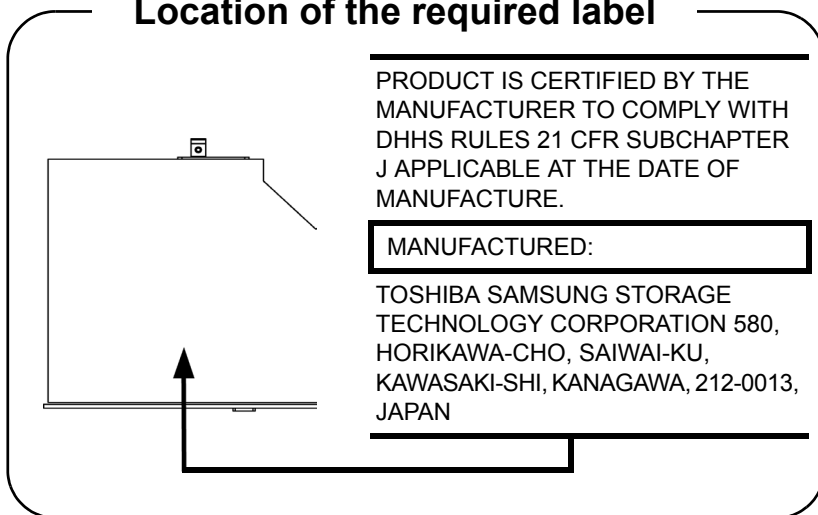 Location of the required label
PRODUCT IS CERTIFIED BY THE
MANUFACTURER TO COMPLY WITH
DHHS RULES 21 CFR SUBCHAPTER
J APPLICABLE AT THE DATE OF
MANUFACTURE.
MANUFACTURED:
TOSHIBA SAMSUNG STORAGE
TECHNOLOGY CORPORATION 580,
HORIKAWA-CHO, SAIWAI-KU,
KAWASAKI-SHI, KANAGAWA, 212-0013,
JAPAN